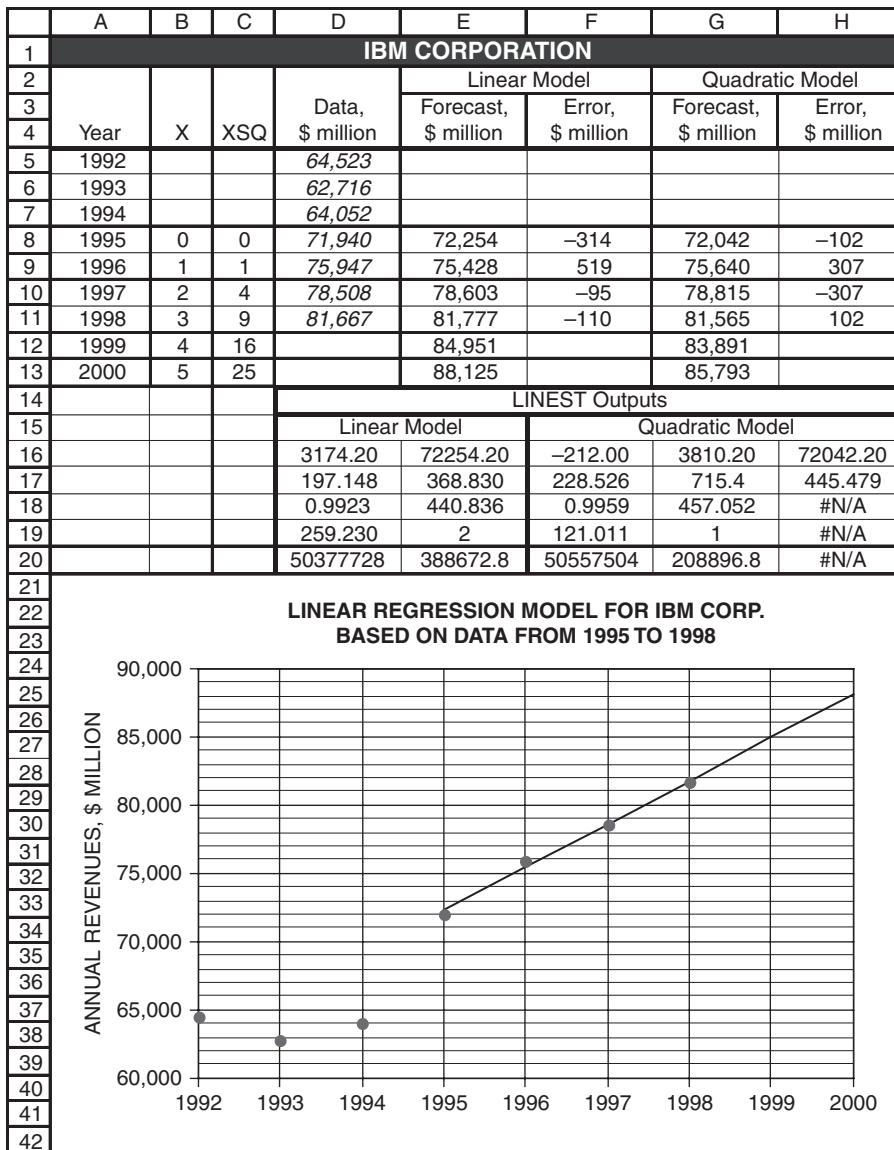 A B C D E F G H
1 IBM CORPORATION
2 Linear Model Quadratic Model
3 Data, Forecast, Error, Forecast, Error,
4 Year X XSQ $ million $ million $ million $ million $ million
5 1992 64,523
6 1993 62,716
7 1994 64,052
8 1995 0 0 71,940 72,254 –314 72,042 –102
9 1996 1 1 75,947 75,428 519 75,640 307
10 1997 2 4 78,508 78,603 –95 78,815 –307
11 1998 3 9 81,667 81,777 –110 81,565 102
12 1999 4 16 84,951 83,891
13 2000 5 25 88,125 85,793
14 LINEST Outputs
15 Linear Model Quadratic Model
16 3174.20 72254.20 –212.00 3810.20 72042.20
17 197.148 368.830 228.526 715.4 445.479
18 0.9923 440.836 0.9959 457.052 #N/A
19 259.230 2 121.011 1 #N/A
20 50377728 388672.8 50557504 208896.8 #N/A
21
22 LINEAR REGRESSION MODEL FOR IBM CORP.
23 BASED ON DATA FROM 1995 TO 1998
24 90,000
25
26
27 85,000
28
29
30 80,000
31
32
33 75,000
34
35 70,000
36
37 65,000
38
39
40 60,000
41 1992 1993 1994 1995 1996 1997 1998 1999 2000
42
ANNUAL REVENUES, $ MILLION